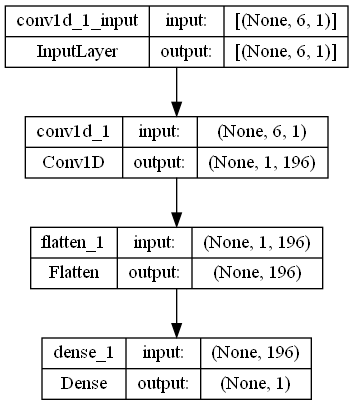 conv1d_1_input input: [(None, 6, 1)]
InputLayer output: [(None, 6, 1)]
conv1d_1 input: (None, 6, 1)
Conv1D output: (None, 1, 196)
flatten_1 input: (None, 1, 196)
Flatten output: (None, 196)
dense_1 input: (None, 196)
Dense output: (None, 1)